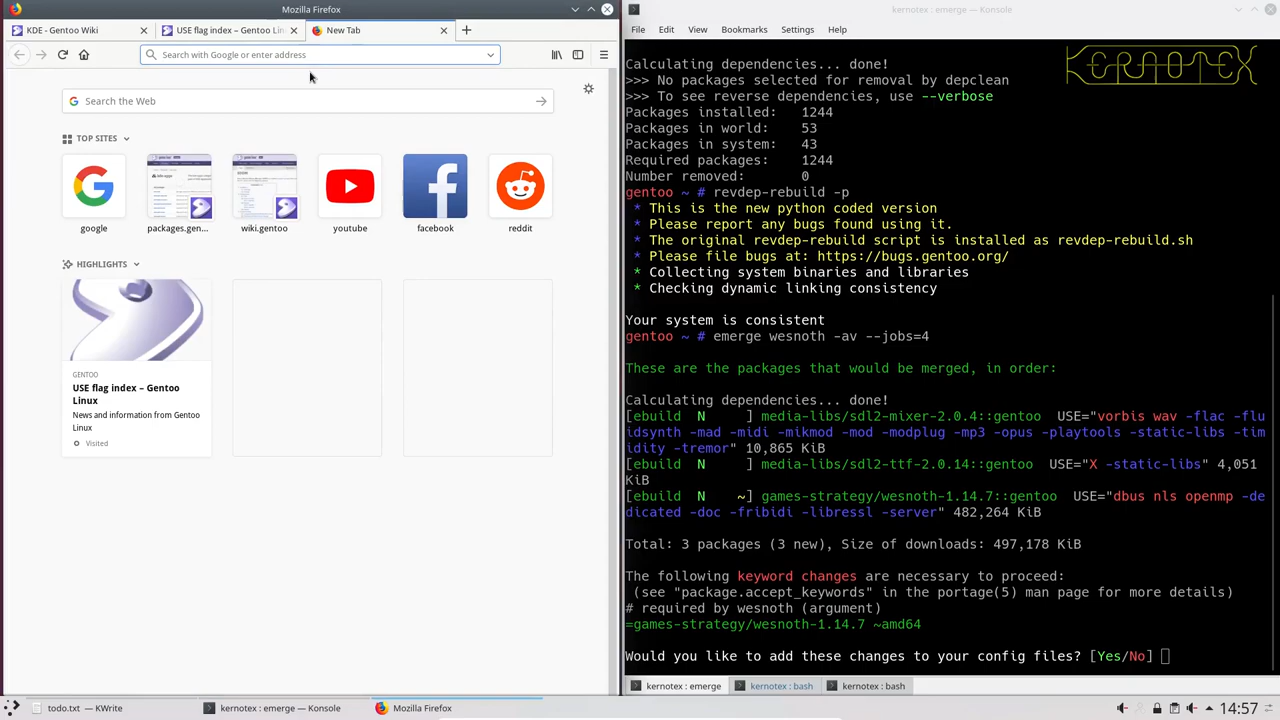 Mozilla Firefox
KDE - Gentoo Wiki
USE flag index – Gentoo Lin
New Tab
Search with Google or enter address
Search the Web
TOP SITES
google
packages.gen...
wiki.gentoo
youtube
facebook
reddit
HIGHLIGHTS
GENTOO
USE flag index – Gentoo
Linux
News and information from Gentoo
Linux
Visited
kernotex : emerge — Konsole
File Edit View Bookmarks Settings Help
KERNOTEX
Calculating dependencies... done!
>>> No packages selected for removal by depclean
>>> To see reverse dependencies, use --verbose
Packages installed: 1244
Packages in world: 53
Packages in system: 43
Required packages: 1244
Number removed: 0
gentoo ~ # revdep-rebuild -p
* This is the new python coded version
* Please report any bugs found using it.
* The original revdep-rebuild script is installed as revdep-rebuild.sh
* Please file bugs at: https://bugs.gentoo.org/
* Collecting system binaries and libraries
* Checking dynamic linking consistency
Your system is consistent
gentoo ~ # emerge wesnoth -av --jobs=4
These are the packages that would be merged, in order:
Calculating dependencies... done!
[ebuild N ] media-libs/sdl2-mixer-2.0.4::gentoo USE="vorbis wav -flac -flu
idsynth -mad -midi -mikmod -mod -modplug -mp3 -opus -playtools -static-libs -tim
idity -tremor" 10,865 KiB
[ebuild N ] media-libs/sdl2-ttf-2.0.14::gentoo USE="X -static-libs" 4,051
KiB
[ebuild N ~] games-strategy/wesnoth-1.14.7::gentoo USE="dbus nls openmp -de
dicated -doc -fribidi -libressl -server" 482,264 KiB
Total: 3 packages (3 new), Size of downloads: 497,178 KiB
The following keyword changes are necessary to proceed:
(see "package.accept_keywords" in the portage(5) man page for more details)
# required by wesnoth (argument)
=games-strategy/wesnoth-1.14.7 ~amd64
Would you like to add these changes to your config files? [Yes/No]
kernotex : emerge
kernotex : bash
kernotex : bash
todo.txt — KWrite
kernotex : emerge — Konsole
Mozilla Firefox
14:57